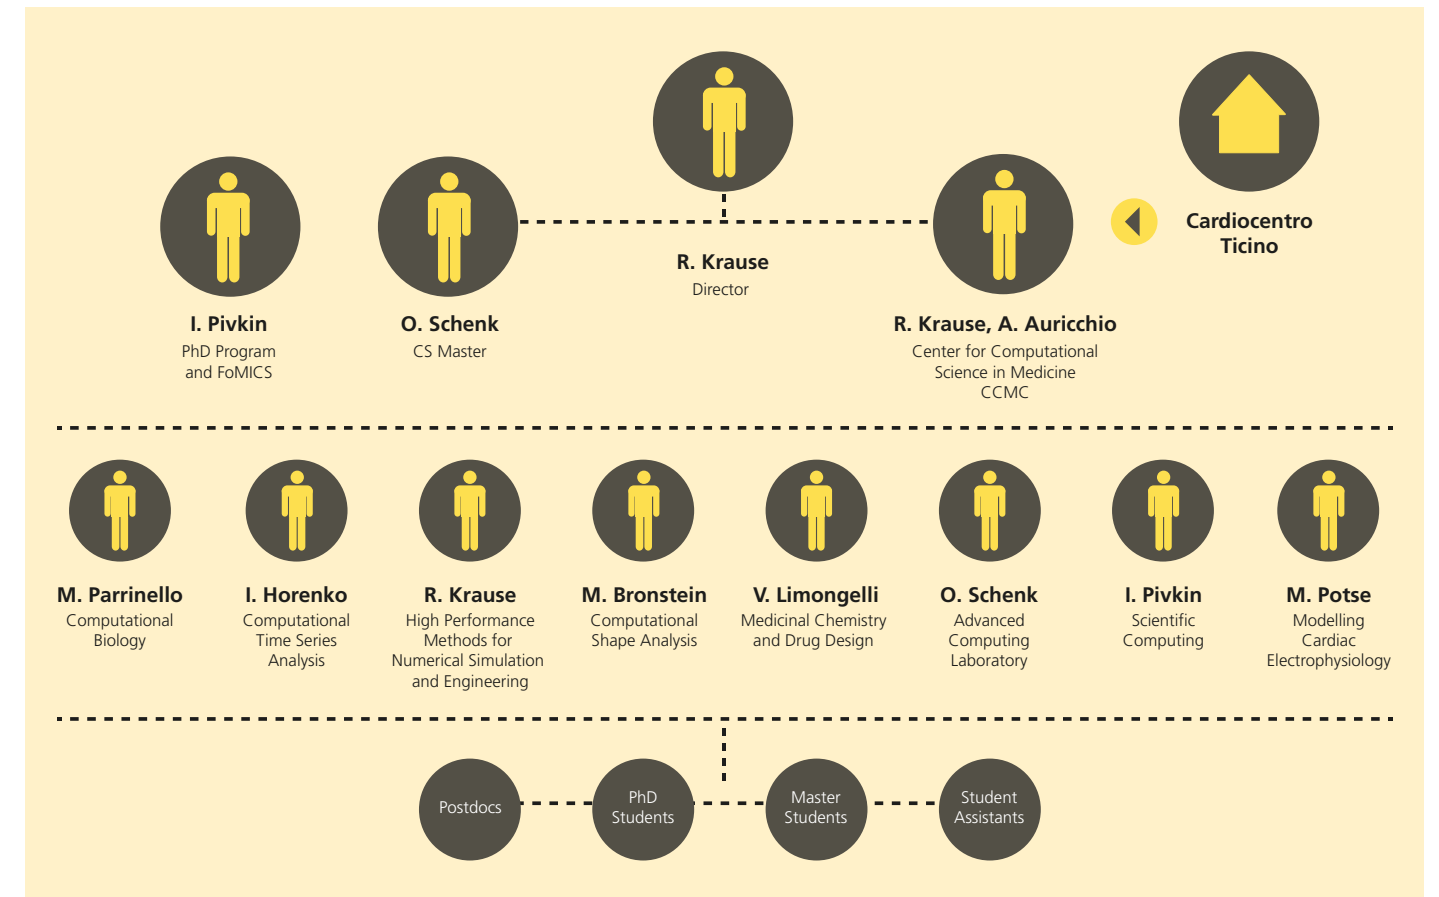 Cardiocentro
Ticino
R. Krause
Director
I. Pivkin
PhD Program
and FoMICS
O. Schenk
CS Master
R. Krause, A. Auricchio
Center for Computational
Science in Medicine
CCMC
M. Parrinello
Computational
Biology
I. Horenko
Computational
Time Series
Analysis
R. Krause
High Performance
Methods for
Numerical Simulation
and Engineering
M. Bronstein
Computational
Shape Analysis
V. Limongelli
Medicinal Chemistry
and Drug Design
O. Schenk
Advanced
Computing
Laboratory
I. Pivkin
Scientific
Computing
M. Potse
Modelling
Cardiac
Electrophysiology
Postdocs
PhD
Students
Master
Students
Student
Assistants